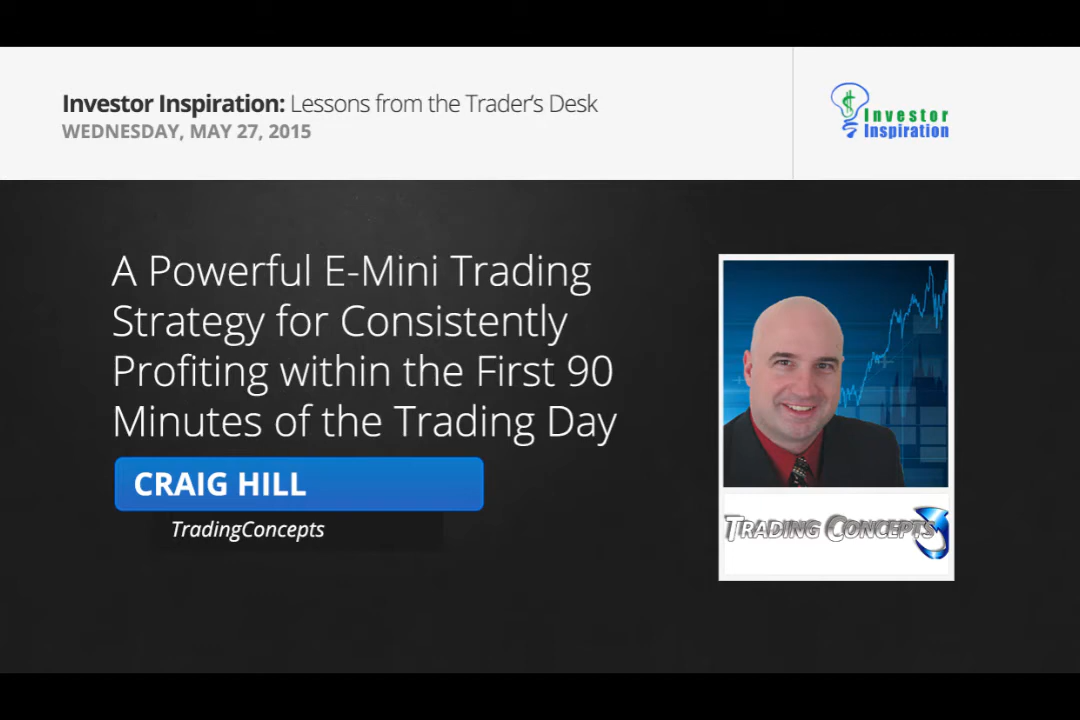 Investor Inspiration: Lessons from the Trader's Desk
WEDNESDAY, MAY 27, 2015
Investor
Inspiration
A Powerful E-Mini Trading
Strategy for Consistently
Profiting within the First 90
Minutes of the Trading Day
CRAIG HILL
TradingConcepts
TRADING CONCEPTS